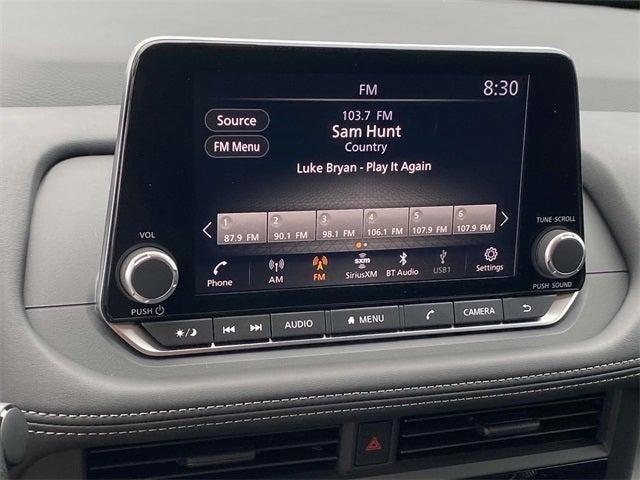 FM 8:30
Source
103.7 FM
Sam Hunt
FM Menu
Country
Luke Bryan - Play It Again
1 2 3 4 5 6
87.9 FM 90.1 FM 98.1 FM 106.1 FM 107.9 FM 107.9 FM
VOL
TUNE·SCROLL
sxm
Phone AM FM SiriusXM BT Audio USB1 Settings
PUSH
PUSH SOUND
AUDIO MENU CAMERA